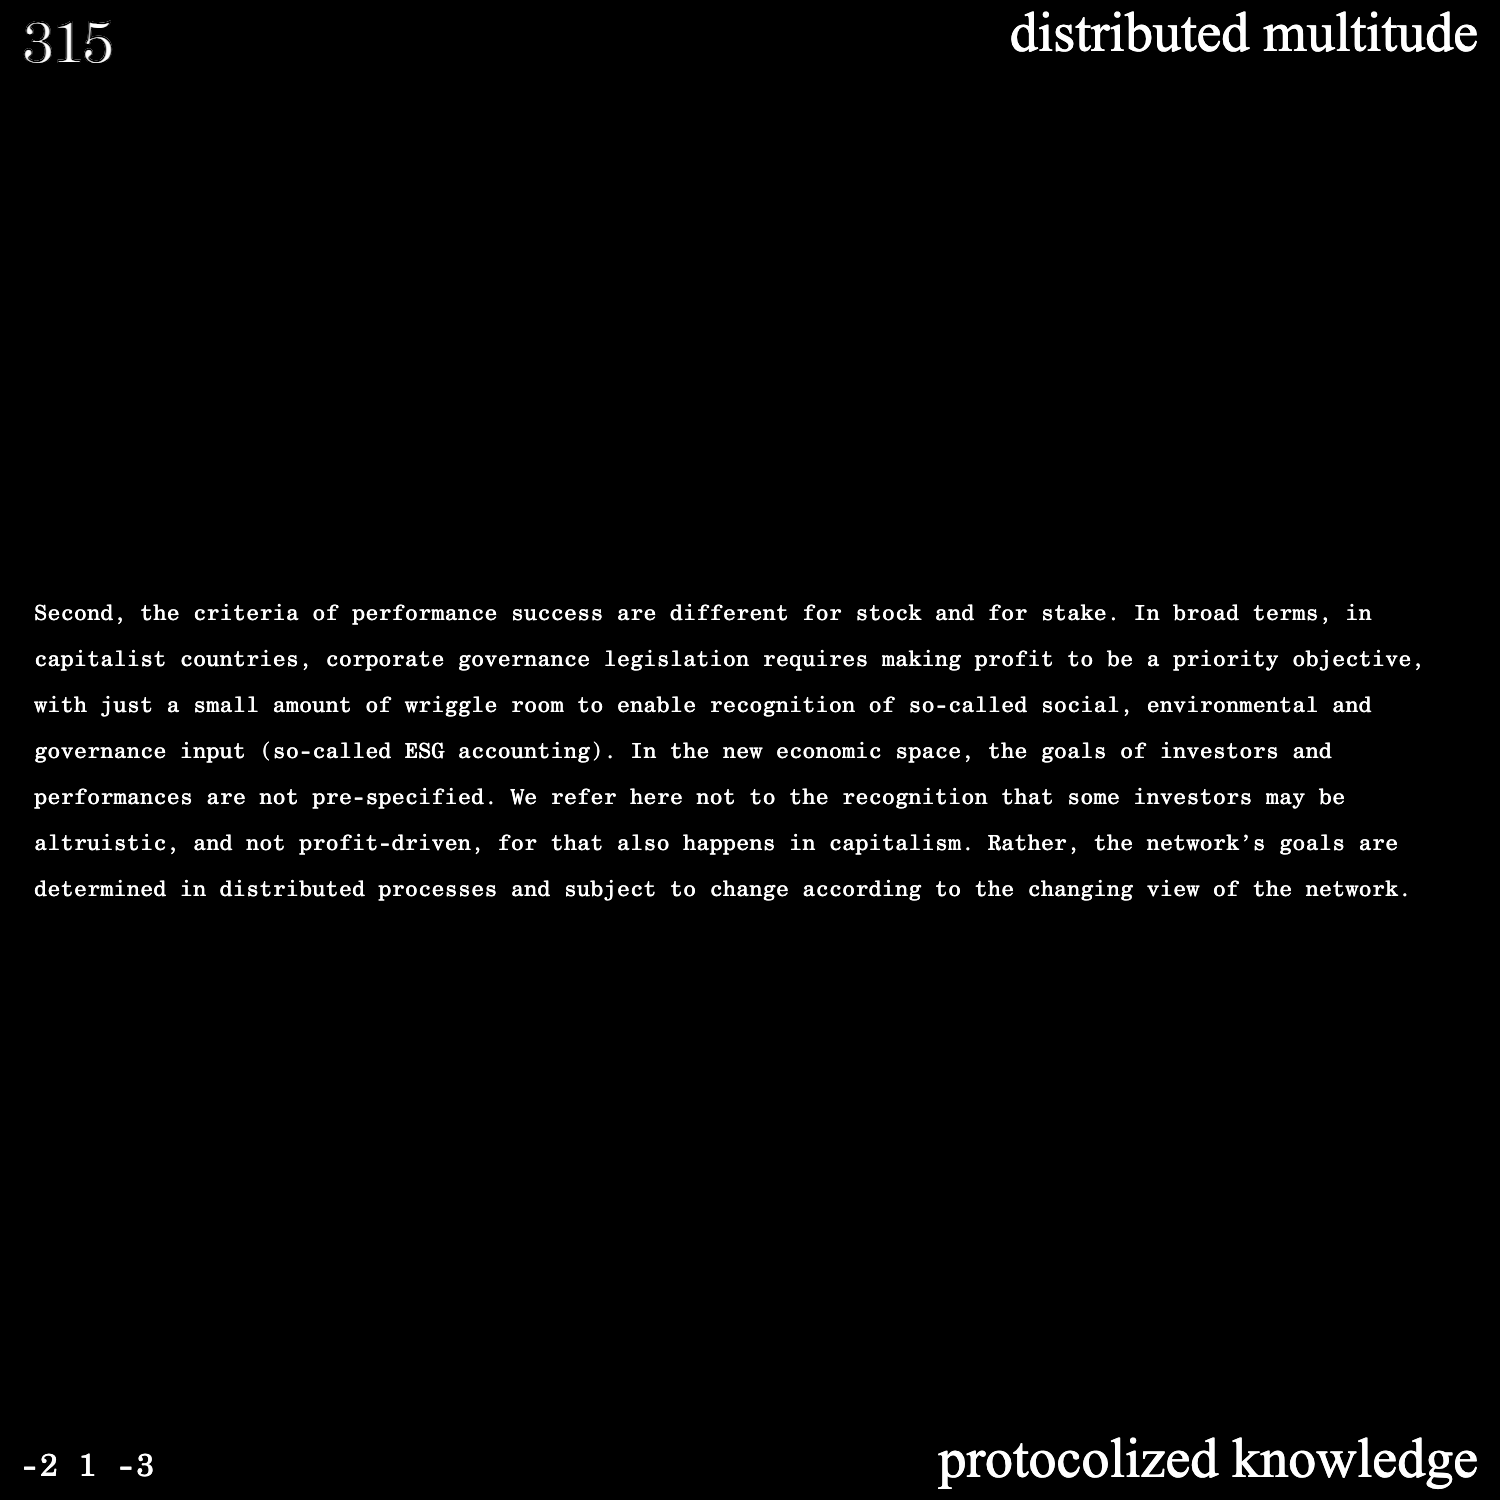 315
distributed multitude
Second, the criteria of performance success are different for stock and for stake. In broad terms, in
capitalist countries, corporate governance legislation requires making profit to be a priority objective,
with just a small amount of wriggle room to enable recognition of so-called social, environmental and
governance input (so-called ESG accounting). In the new economic space, the goals of investors and
performances are not pre-specified. We refer here not to the recognition that some investors may be
altruistic, and not profit-driven, for that also happens in capitalism. Rather, the network’s goals are
determined in distributed processes and subject to change according to the changing view of the network.
-2 1 -3
protocolized knowledge